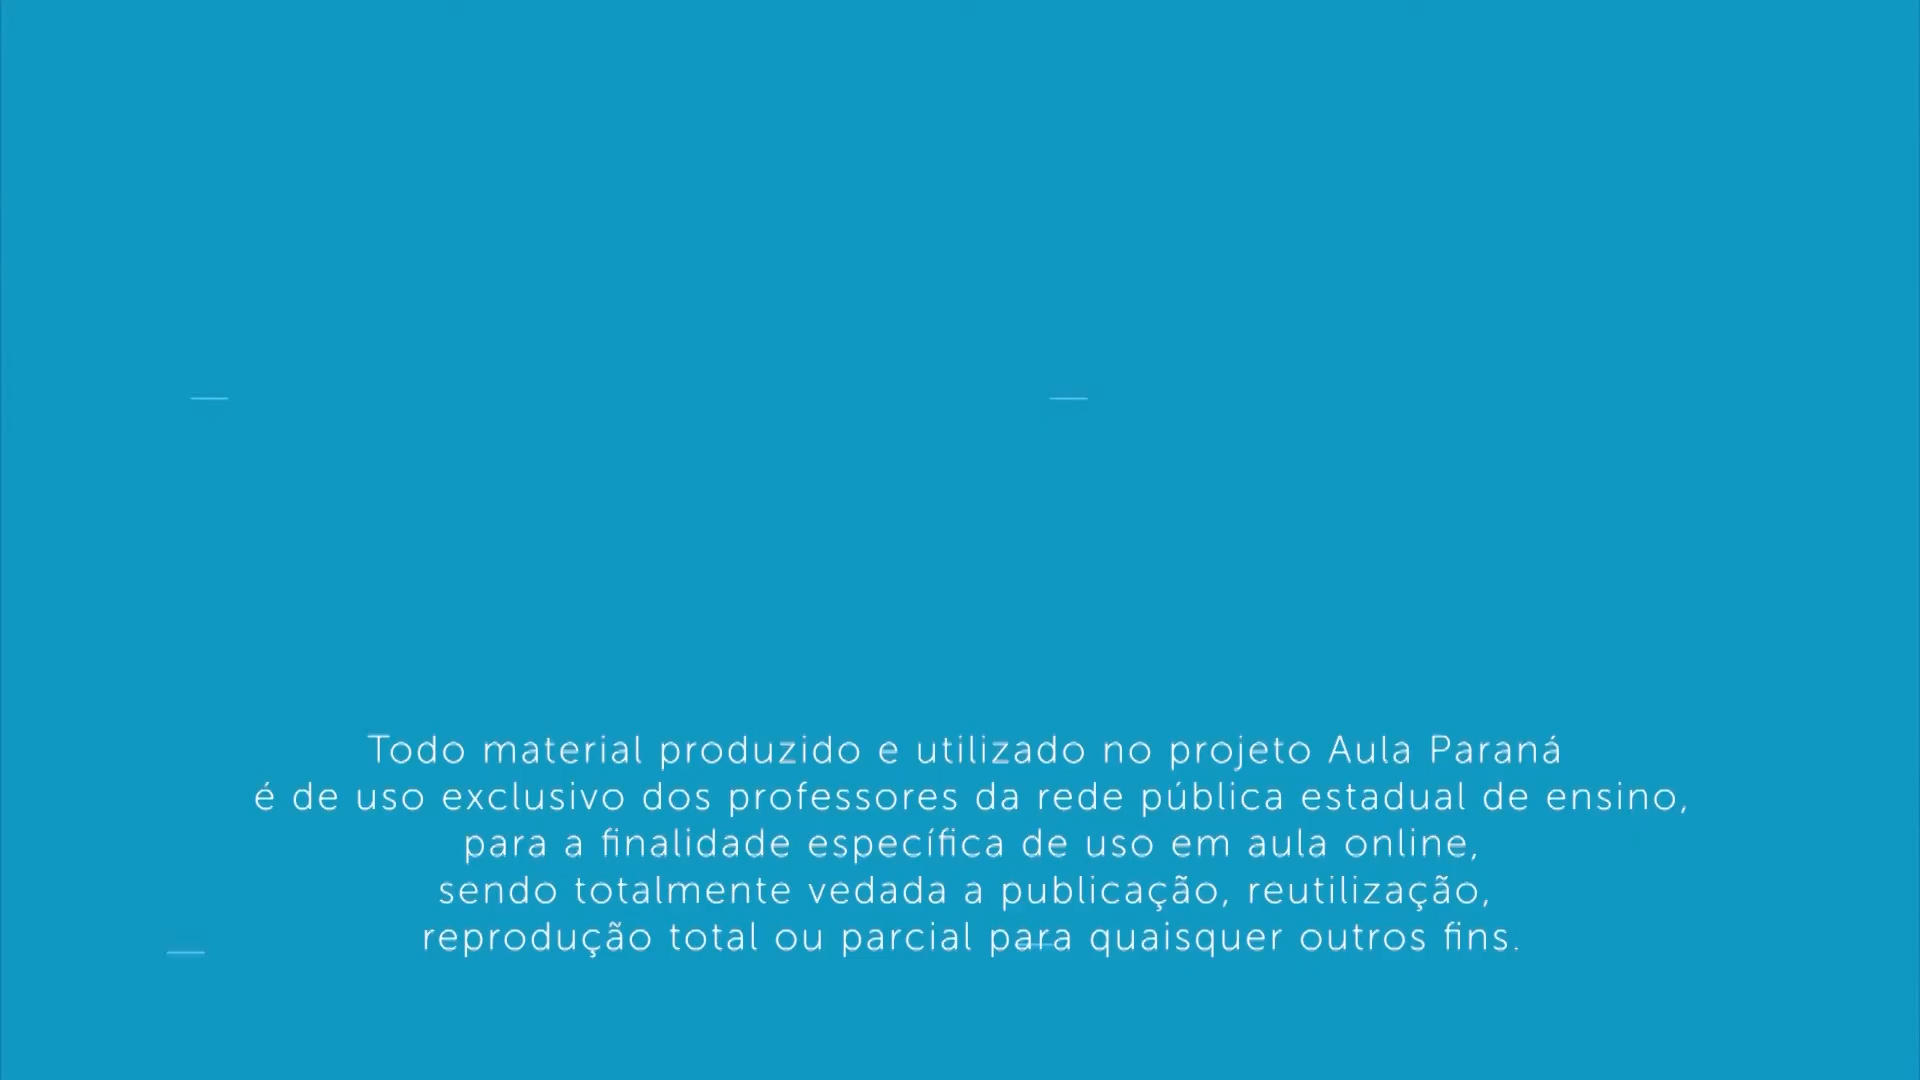 Todo material produzido e utilizado no projeto Aula Paraná
é de uso exclusivo dos professores da rede pública estadual de ensino,
para a finalidade específica de uso em aula online,
sendo totalmente vedada a publicação, reutilização,
reprodução total ou parcial para quaisquer outros fins.